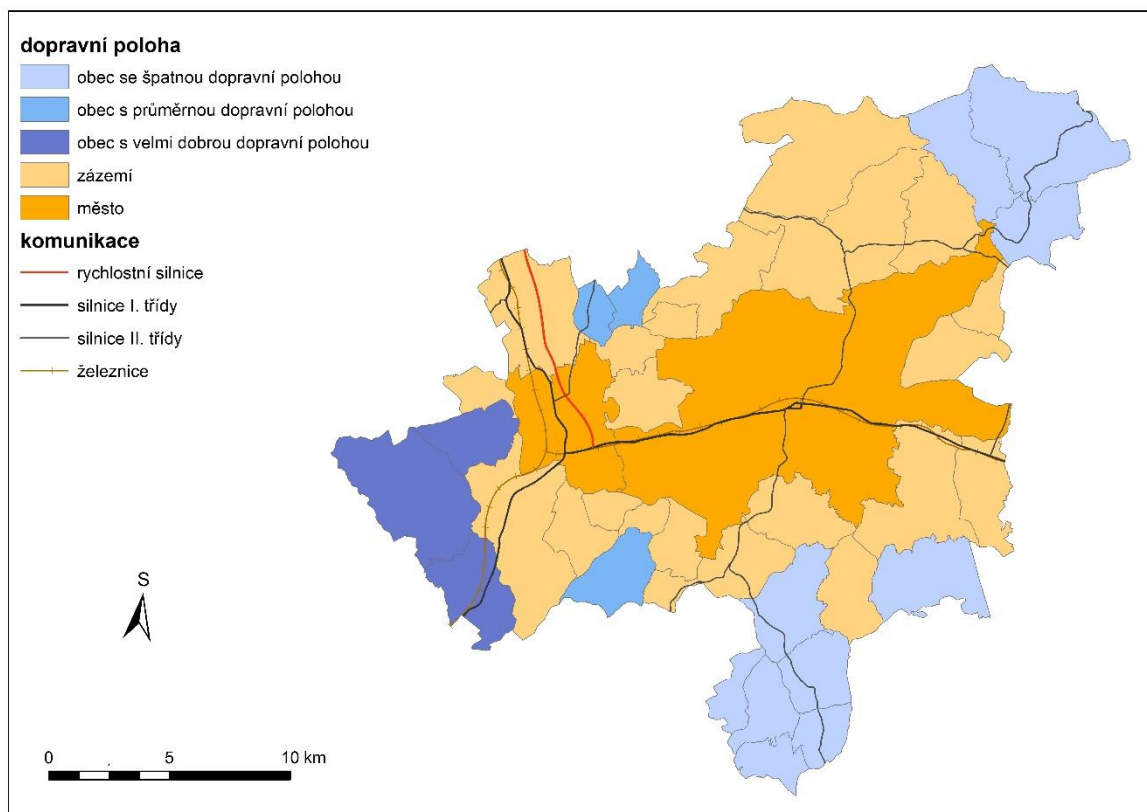 dopravní poloha
obec se špatnou dopravní polohou
obec s průměrnou dopravní polohou
obec s velmi dobrou dopravní polohou
zázemí
město
komunikace
rychlostní silnice
silnice I. třídy
silnice II. třídy
železnice
S
0 5 10 km